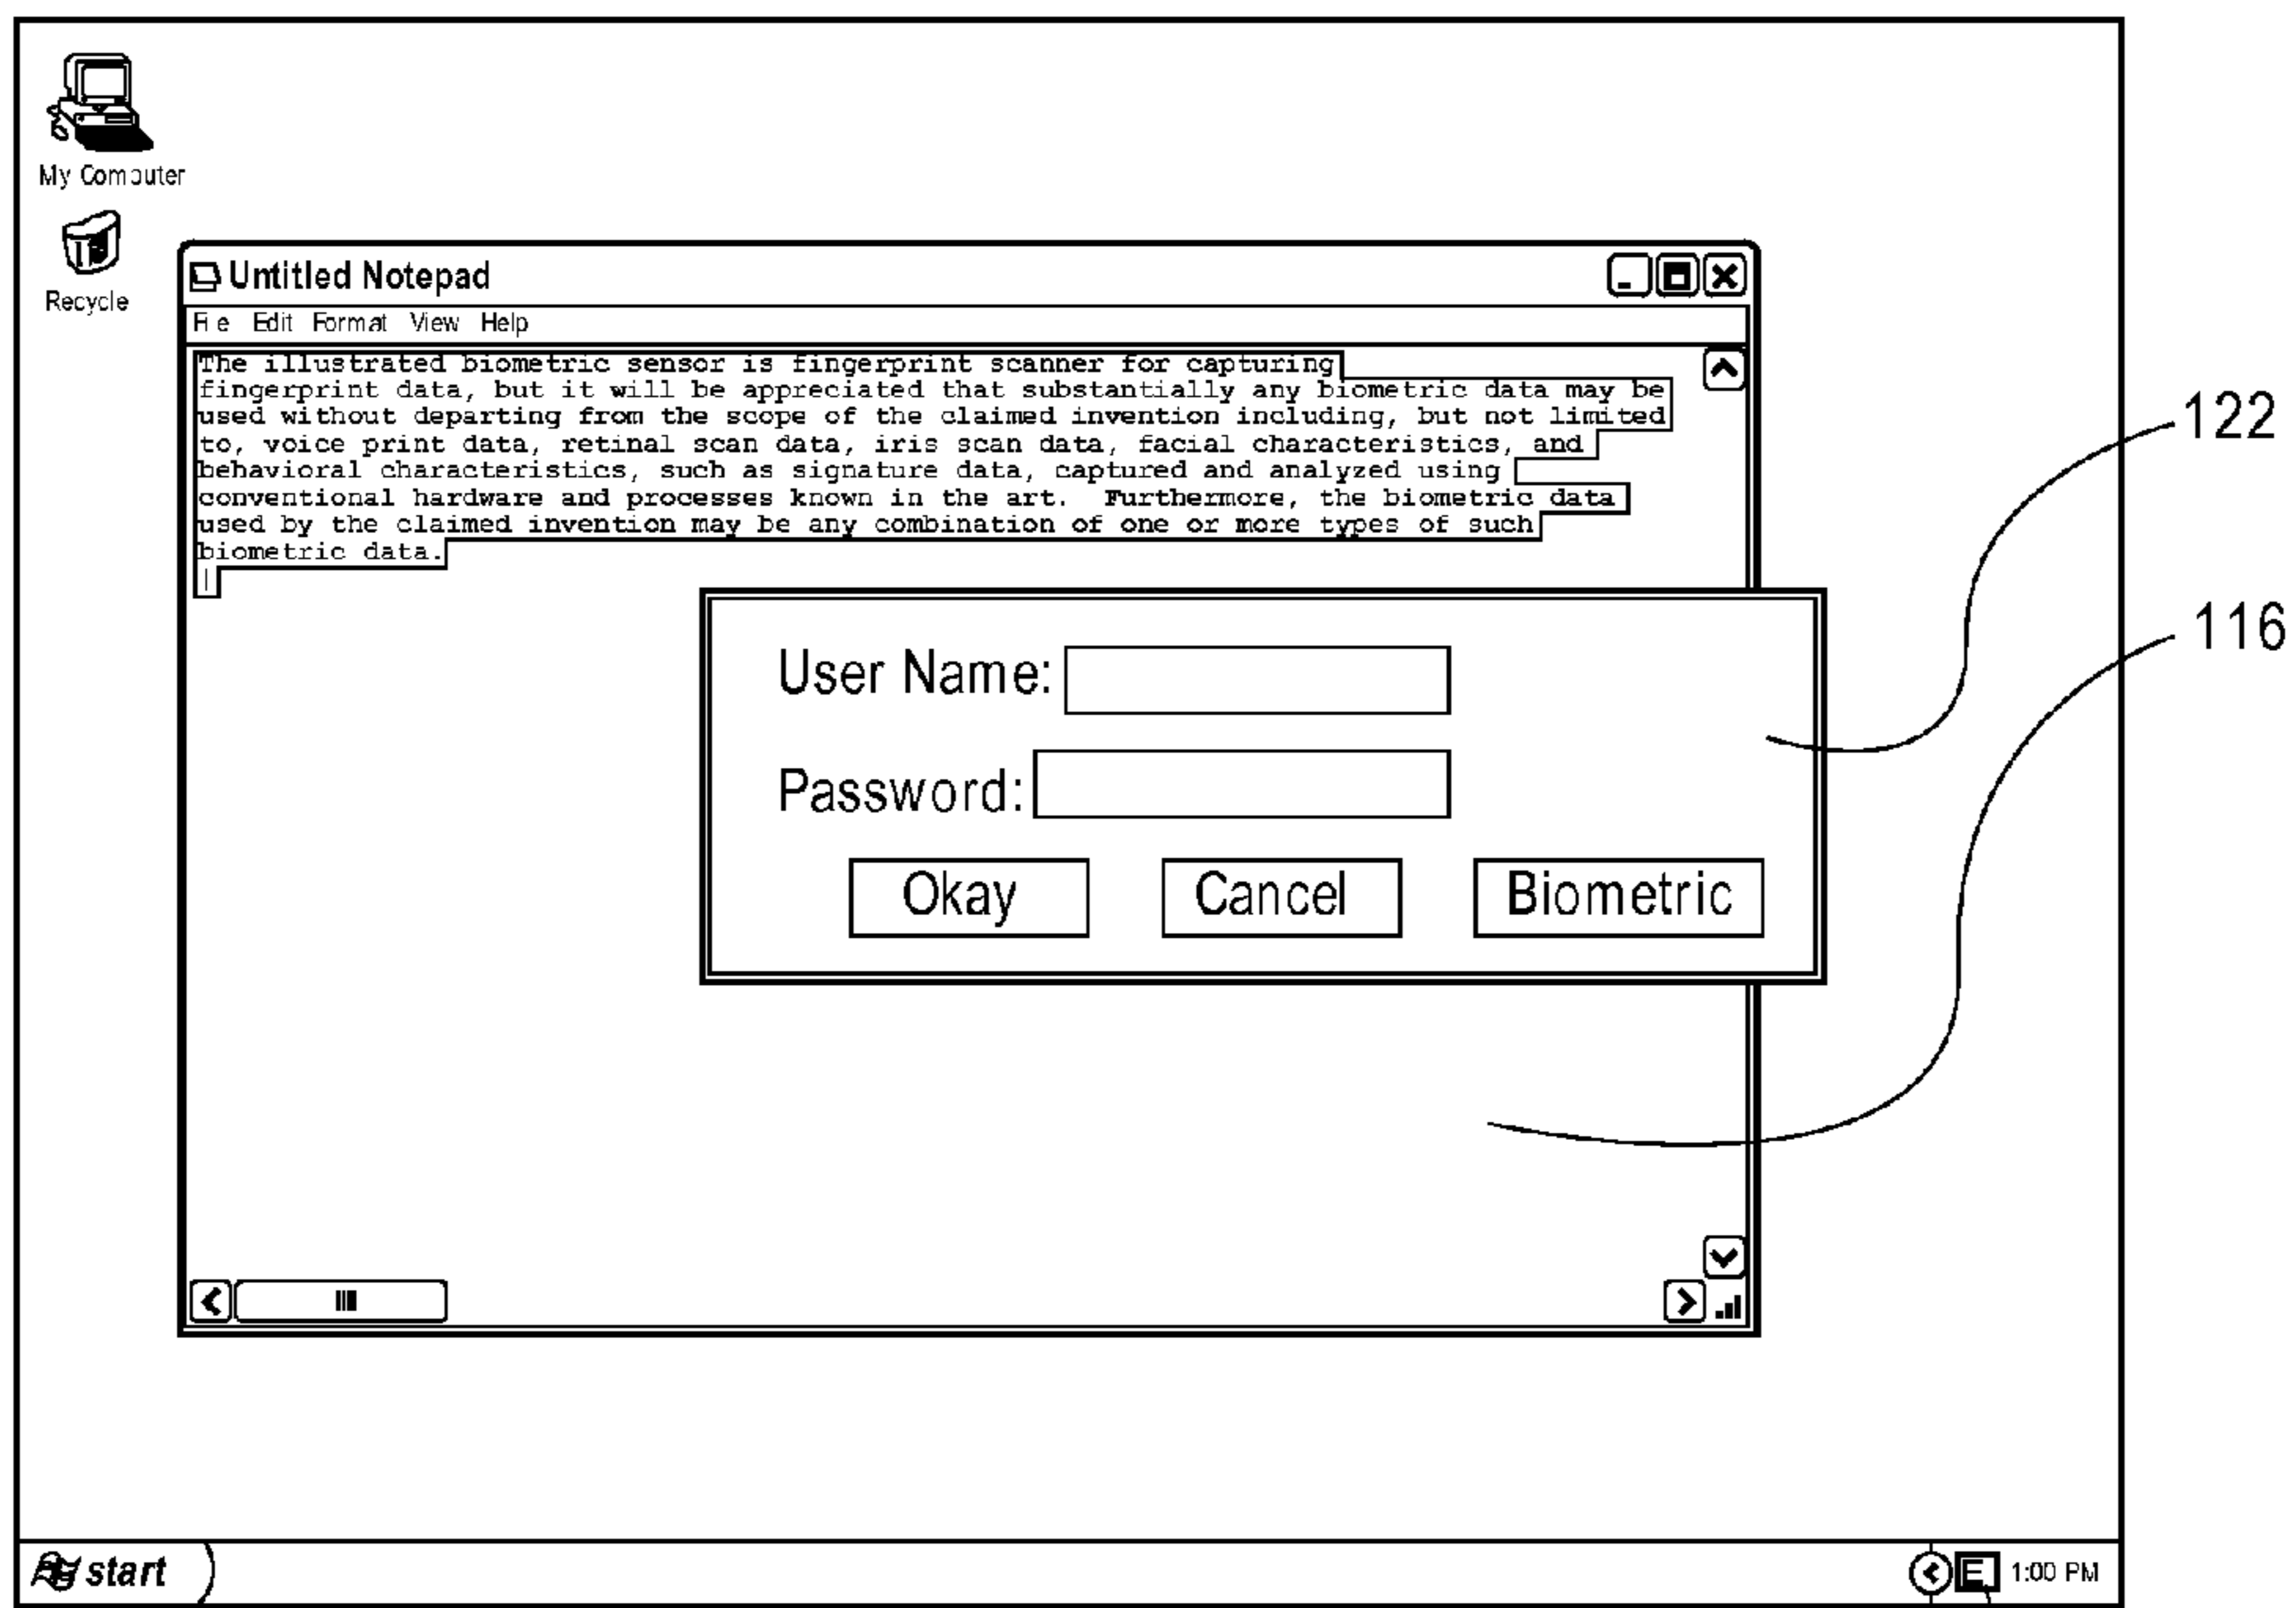 My Computer
Recycle
Untitled Notepad
File Edit Format View Help
The illustrated biometric sensor is fingerprint scanner for capturing
fingerprint data, but it will be appreciated that substantially any biometric data may be
used without departing from the scope of the claimed invention including, but not limited
to, voice print data, retinal scan data, iris scan data, facial characteristics, and
behavioral characteristics, such as signature data, captured and analyzed using
conventional hardware and processes known in the art. Furthermore, the biometric data
used by the claimed invention may be any combination of one or more types of such
biometric data.
122
116
User Name:
Password:
Okay Cancel Biometric
start
E 1:00 PM